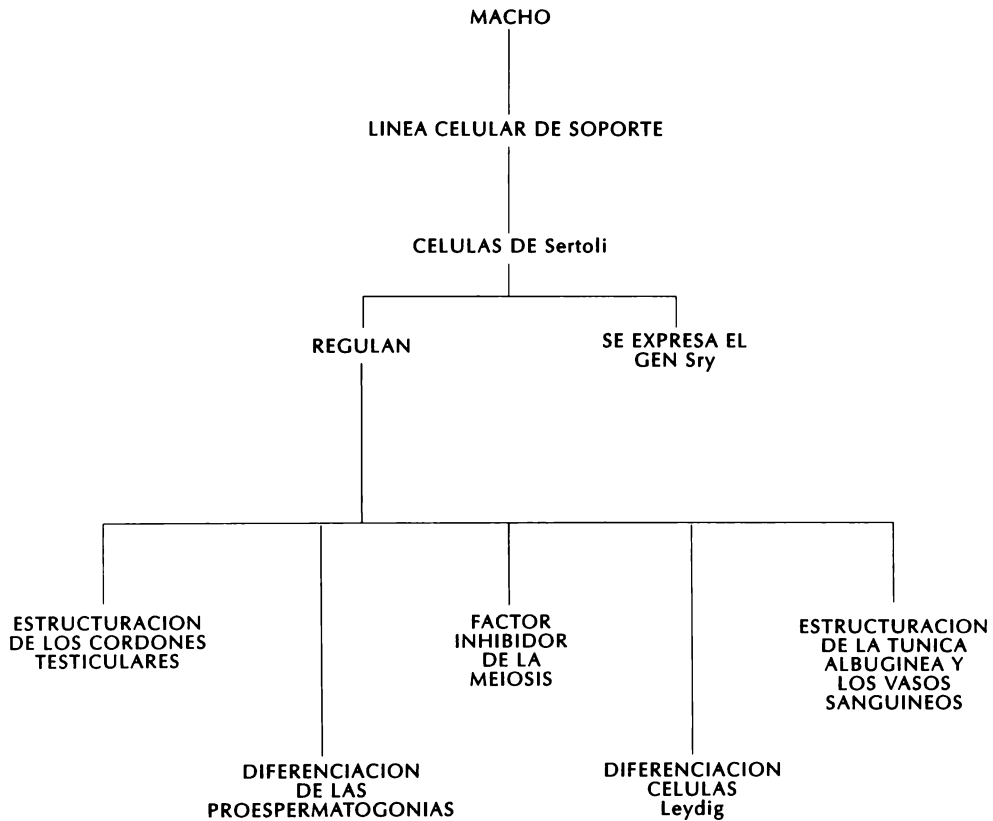 MACHO
LINEA CELULAR DE SOPORTE
CELULAS DE Sertoli
REGULAN
SE EXPRESA EL
GEN Sry
ESTRUCTURACION
DE LOS CORDONES
TESTICULARES
FACTOR
INHIBIDOR
DE LA
MEIOSIS
ESTRUCTURACION
DE LA TUNICA
ALBUGINEA Y
LOS VASOS
SANGUINEOS
DIFERENCIACION
DE LAS
PROESPERMATOGONIAS
DIFERENCIACION
CELULAS
Leydig